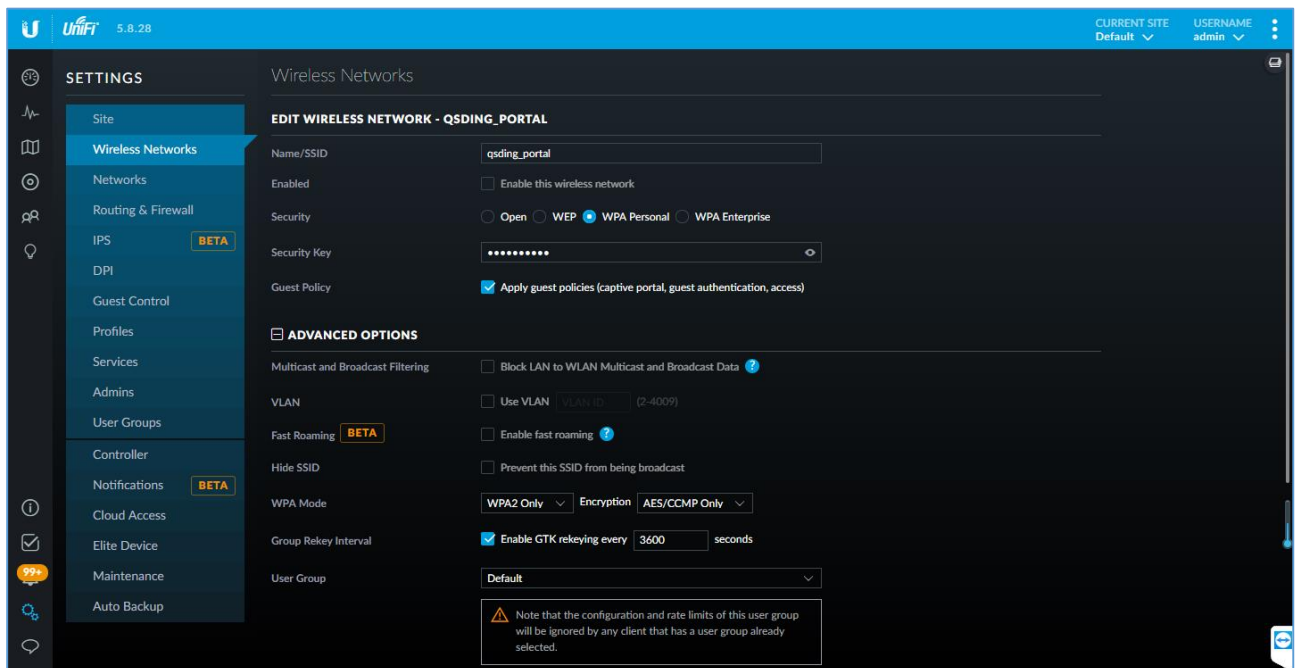 UniFi 5.8.28 CURRENT SITE USERNAME
Default admin
SETTINGS
Site
Wireless Networks
Networks
Routing & Firewall
IPS BETA
DPI
Guest Control
Profiles
Services
Admins
User Groups
Controller
Notifications BETA
Cloud Access
Elite Device
Maintenance
Auto Backup
99+
Wireless Networks
EDIT WIRELESS NETWORK - QSDING_PORTAL
Name/SSID qsding_portal
Enabled Enable this wireless network
Security Open WEP WPA Personal WPA Enterprise
Security Key ••••••••••
Guest Policy Apply guest policies (captive portal, guest authentication, access)
ADVANCED OPTIONS
Multicast and Broadcast Filtering Block LAN to WLAN Multicast and Broadcast Data ?
VLAN Use VLAN VLAN ID (2-4009)
Fast Roaming BETA Enable fast roaming ?
Hide SSID Prevent this SSID from being broadcast
WPA Mode WPA2 Only Encryption AES/CCMP Only
Group Rekey Interval Enable GTK rekeying every 3600 seconds
User Group Default
Note that the configuration and rate limits of this user group
will be ignored by any client that has a user group already
selected.